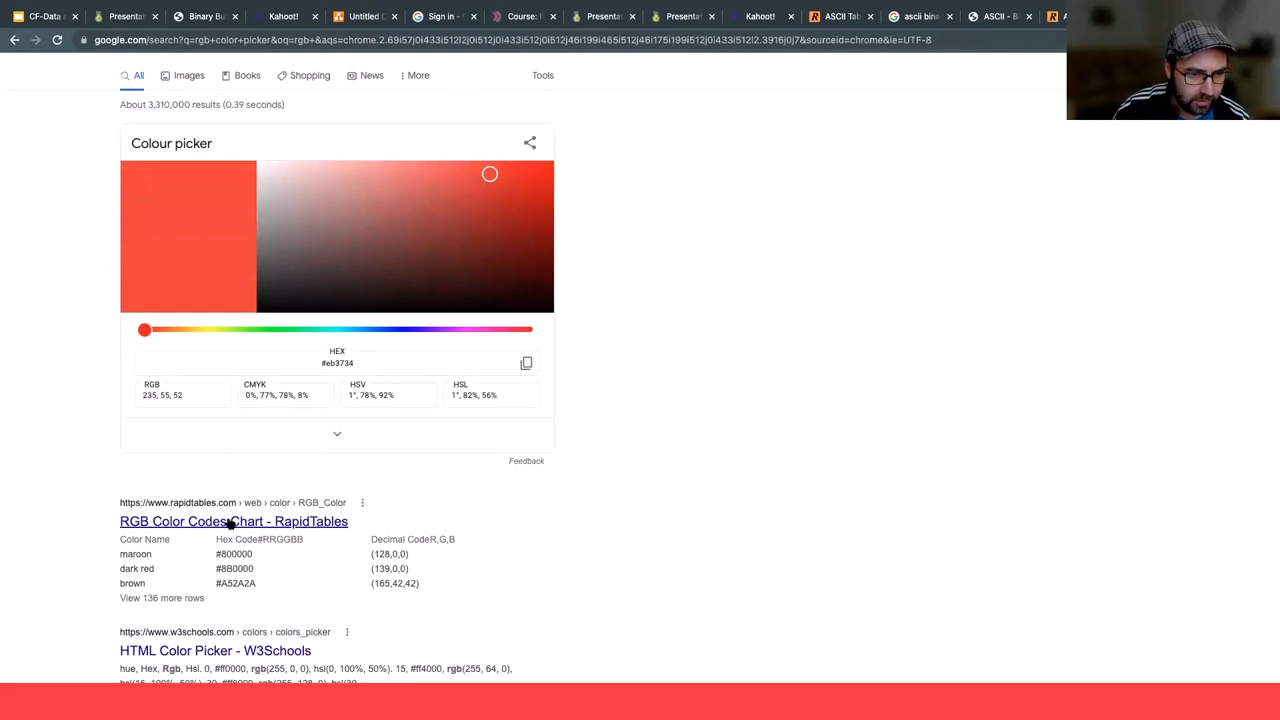 CF-Data a
Presentat
Binary Bu
Kahoot!
Untitled D
Sign in - G
Course: I
Presentat
Presentat
Kahoot!
ASCII Tab
ascii bina
ASCII - B
google.com/search?q=rgb+color+picker&oq=rgb+&aqs=chrome.2.69i57j0i433i512l2j0i512j0i433i512j0i512j46i199i465i512j46i175i199i512j0i433i512l2.3916j0j7&sourceid=chrome&ie=UTF-8
All Images Books Shopping News More Tools
About 3,310,000 results (0.39 seconds)
Colour picker
HEX
#eb3734
RGB CMYK HSV HSL
235, 55, 52 0%, 77%, 78%, 8% 1°, 78%, 92% 1°, 82%, 56%
Feedback
https://www.rapidtables.com › web › color › RGB_Color
RGB Color Codes Chart - RapidTables
Color Name Hex Code#RRGGBB Decimal CodeR,G,B
maroon #800000 (128,0,0)
dark red #8B0000 (139,0,0)
brown #A52A2A (165,42,42)
View 136 more rows
https://www.w3schools.com › colors › colors_picker
HTML Color Picker - W3Schools
hue, Hex, Rgb, Hsl. 0, #ff0000, rgb(255, 0, 0), hsl(0, 100%, 50%). 15, #ff4000, rgb(255, 64, 0),